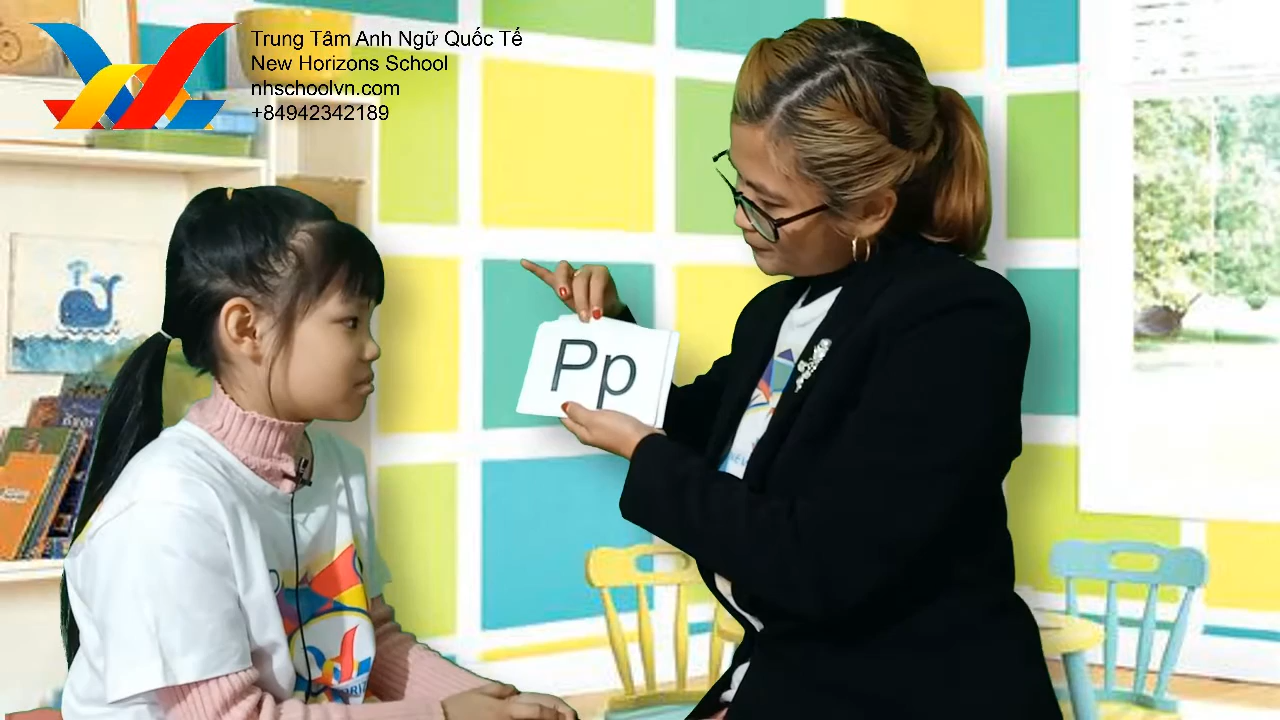 Trung Tâm Anh Ngữ Quốc Tế
New Horizons School
nhschoolvn.com
+84942342189
Pp